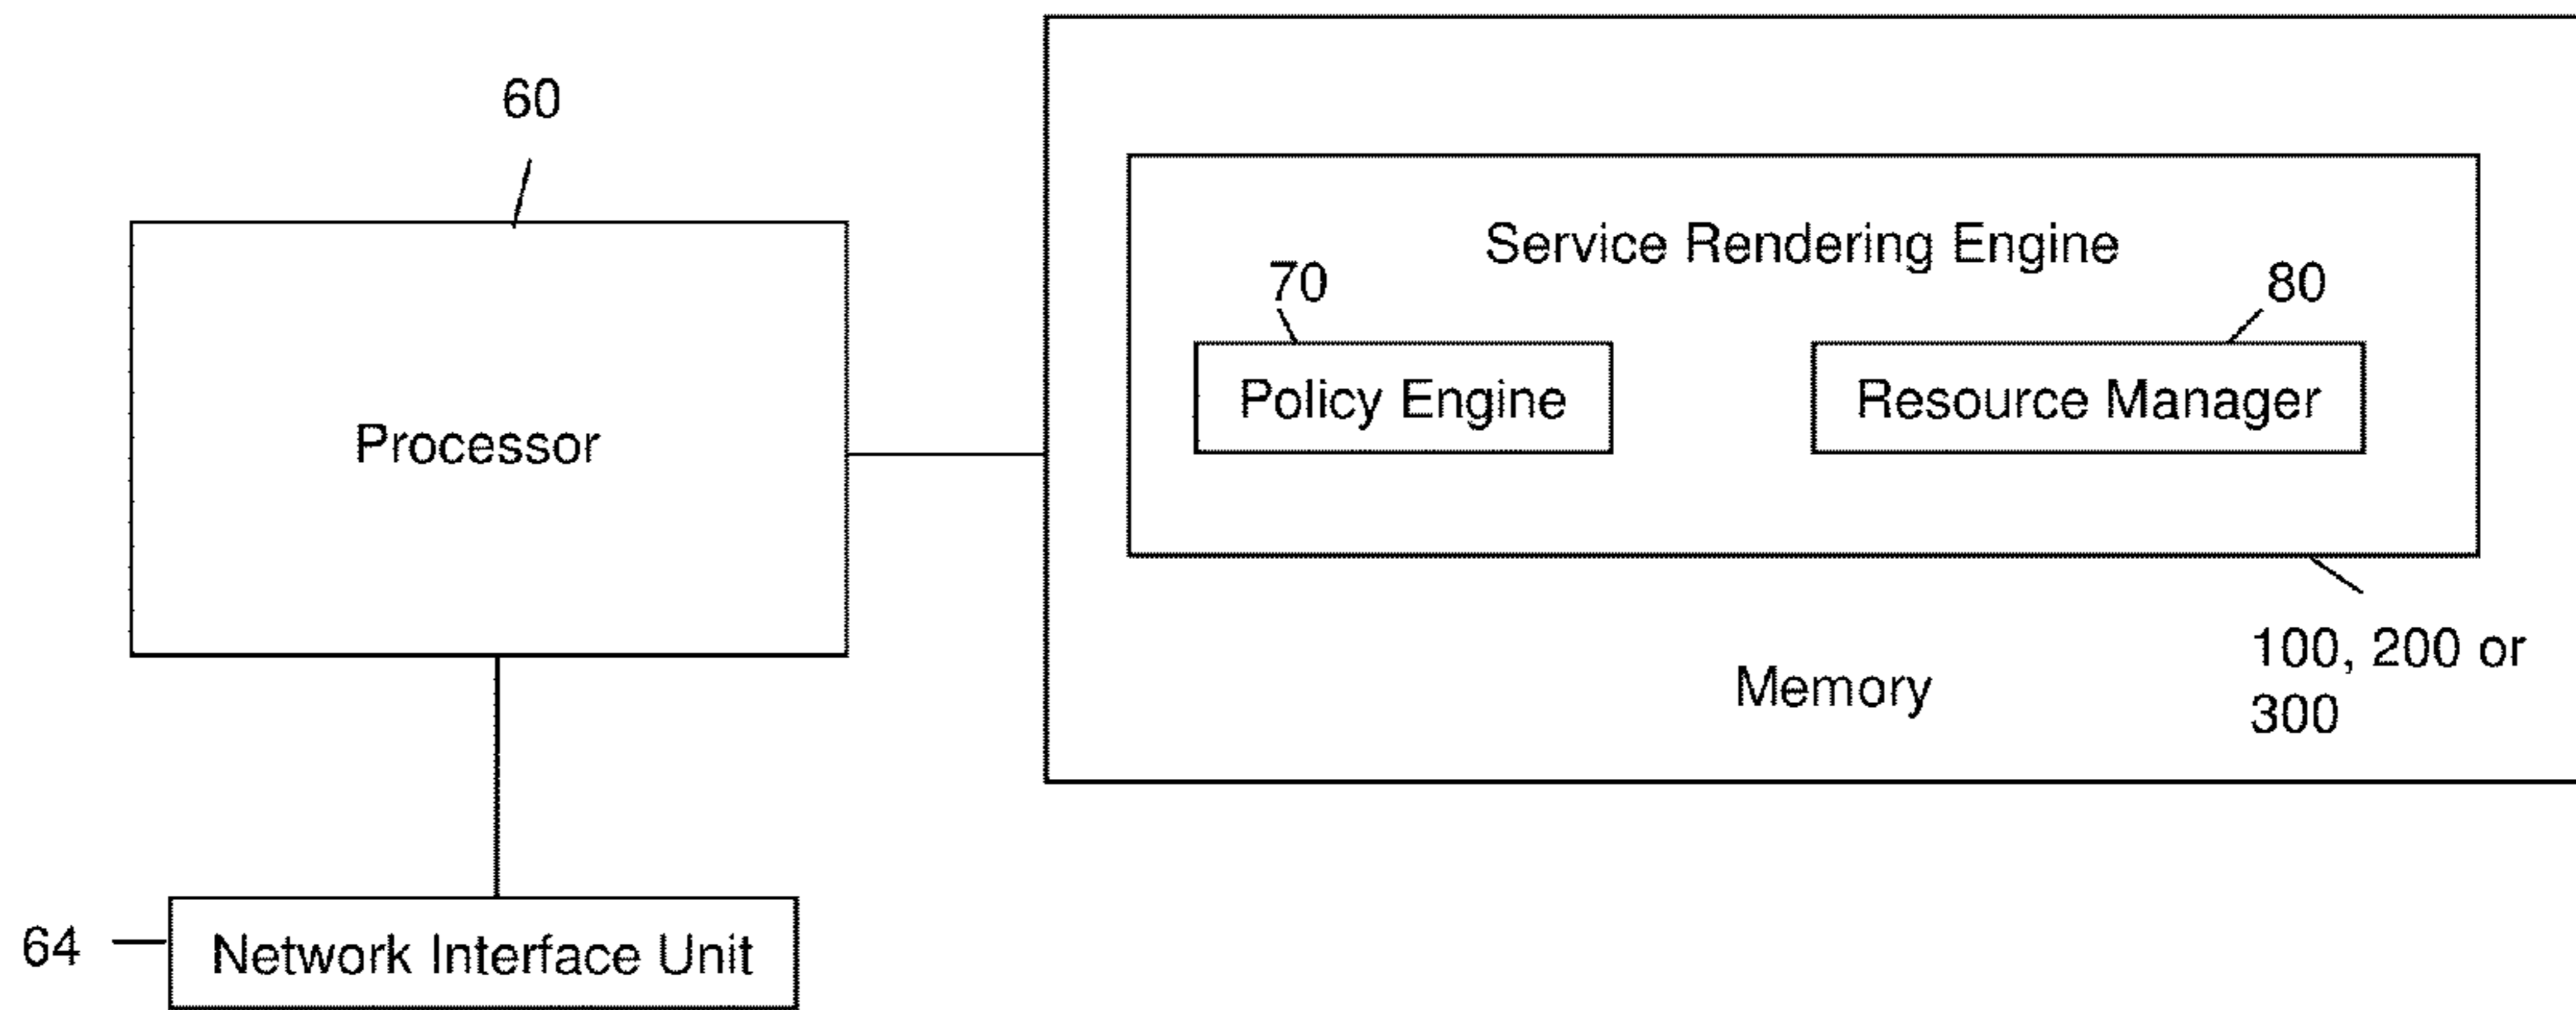 60
Service Rendering Engine
70
80
Policy Engine
Resource Manager
Processor
100, 200 or
300
Memory
64
Network Interface Unit